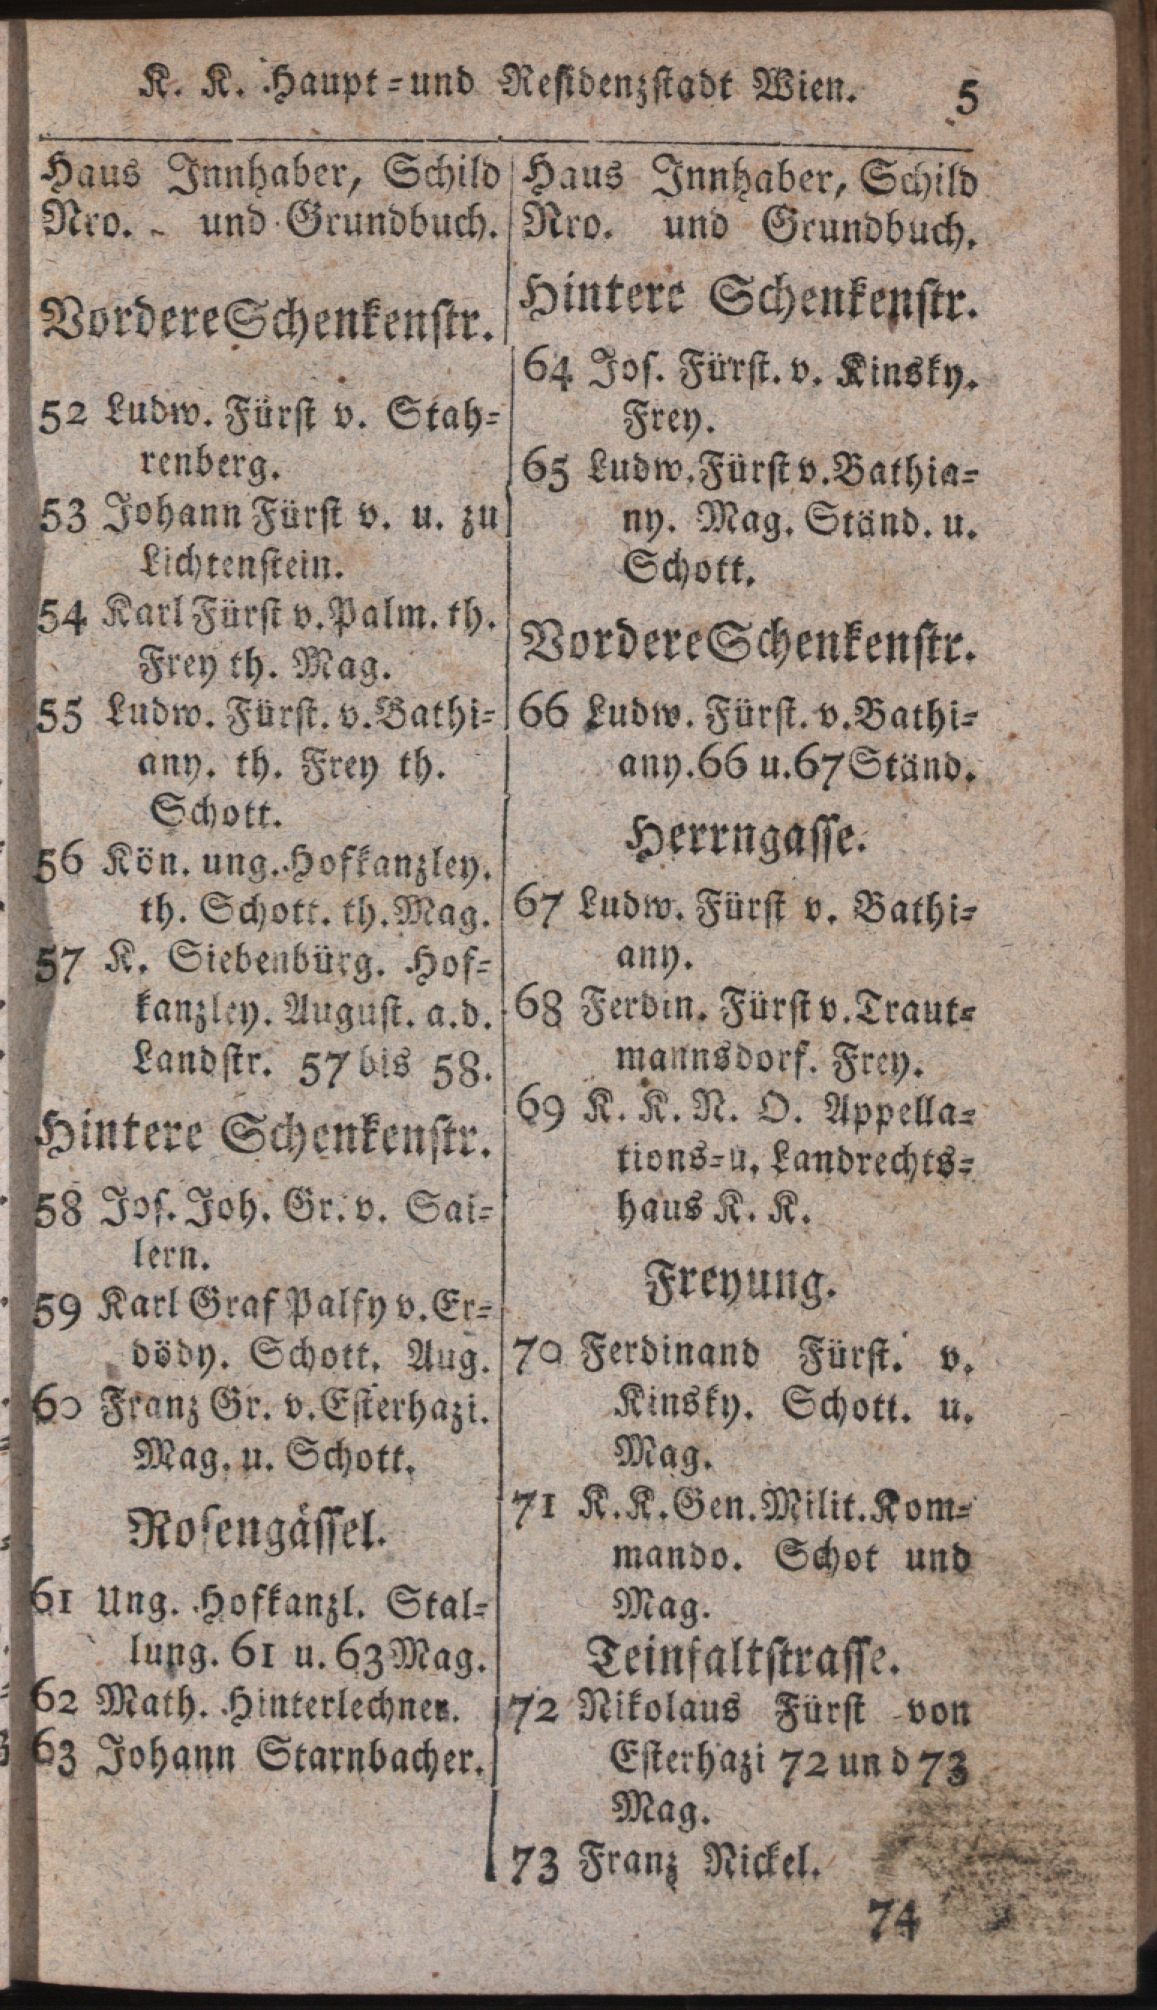 K. K. Haupt- und Residenzstadt Wien. 5
Haus Innhaber, Schild
Nro. und Grundbuch.
Vordere Schenkenstr.
52 Ludw. Fürst v. Stah-
renberg.
53 Johann Fürst v. u. zu
Lichtenstein.
54 Karl Fürst v. Palm. th.
Frey th. Mag.
55 Ludw. Fürst. v. Bathi-
any. th. Frey th.
Schott.
56 Kön. ung. Hofkanzley.
th. Schott. th. Mag.
57 K. Siebenbürg. Hof-
kanzley. August. a. d.
Landstr. 57 bis 58.
Hintere Schenkenstr.
58 Jos. Joh. Gr. v. Sai-
lern.
59 Karl Graf Palfy v. Er-
dödy. Schott. Aug.
60 Franz Gr. v. Esterhazi.
Mag. u. Schott.
Rosengässel.
61 Ung. Hofkanzl. Stal-
lung. 61 u. 63 Mag.
62 Math. Hinterlechner.
63 Johann Starnbacher.
Haus Innhaber, Schild
Nro. und Grundbuch.
Hintere Schenkenstr.
64 Jos. Fürst. v. Kinsky.
Frey.
65 Ludw. Fürst v. Bathia-
ny. Mag. Ständ. u.
Schott.
Vordere Schenkenstr.
66 Ludw. Fürst. v. Bathi-
any. 66 u. 67 Ständ.
Herrngasse.
67 Ludw. Fürst v. Bathi-
any.
68 Ferdin. Fürst v. Traut-
mannsdorf. Frey.
69 K. K. N. O. Appella-
tions- u. Landrechts-
haus K. K.
Freyung.
70 Ferdinand Fürst. v.
Kinsky. Schott. u.
Mag.
71 K. K. Gen. Milit. Kom-
mando. Schot und
Mag.
Teinfaltstrasse.
72 Nikolaus Fürst von
Esterhazi 72 und 73
Mag.
73 Franz Nickel.
74